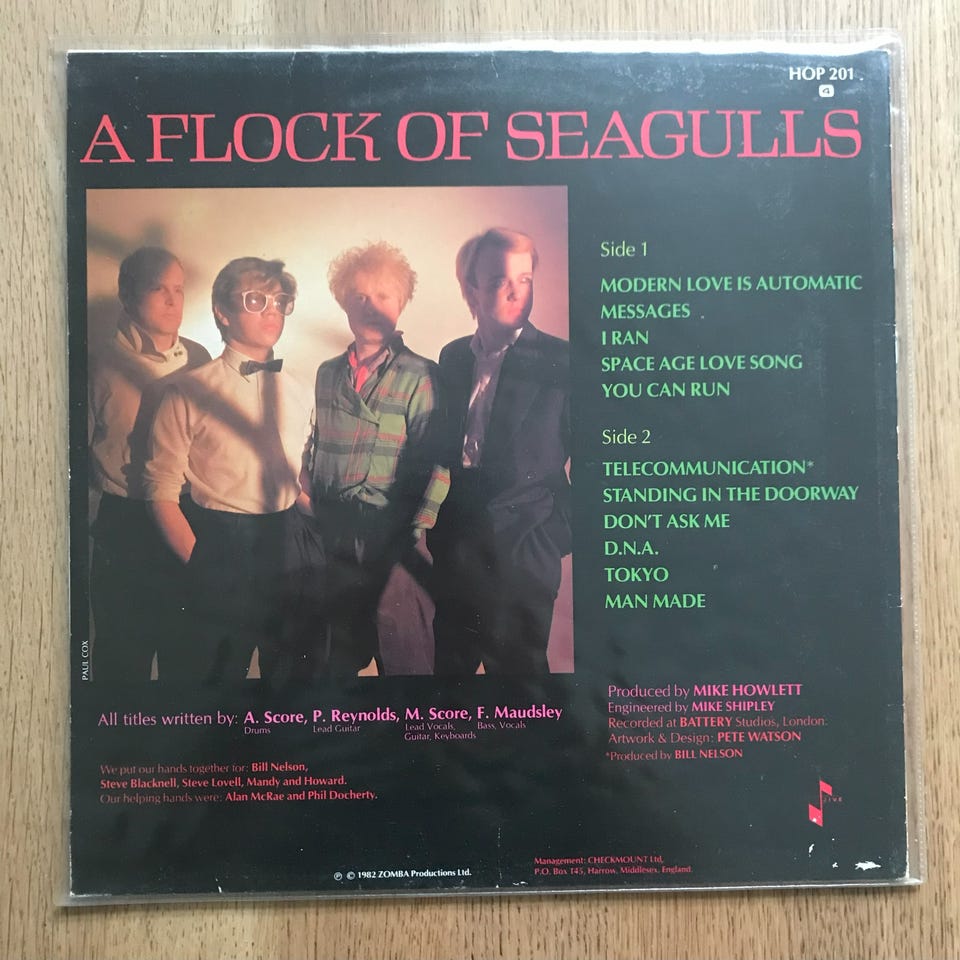 HOP 201
4
A FLOCK OF SEAGULLS
Side 1
MODERN LOVE IS AUTOMATIC
MESSAGES
I RAN
SPACE AGE LOVE SONG
YOU CAN RUN
Side 2
TELECOMMUNICATION*
STANDING IN THE DOORWAY
DON'T ASK ME
D.N.A.
TOKYO
MAN MADE
PAUL COX
All titles written by: A. Score, P. Reynolds, M. Score, F. Maudsley
Drums Lead Guitar Lead Vocals, Bass, Vocals
Guitar, Keyboards
We put our hands together for: Bill Nelson,
Steve Blacknell, Steve Lovell, Mandy and Howard.
Our helping hands were: Alan McRae and Phil Docherty.
Produced by MIKE HOWLETT
Engineered by MIKE SHIPLEY
Recorded at BATTERY Studios, London.
Artwork & Design: PETE WATSON
*Produced by BILL NELSON
JIVE
℗ © 1982 ZOMBA Productions Ltd.
Management: CHECKMOUNT Ltd,
P.O. Box 145, Harrow, Middlesex, England.